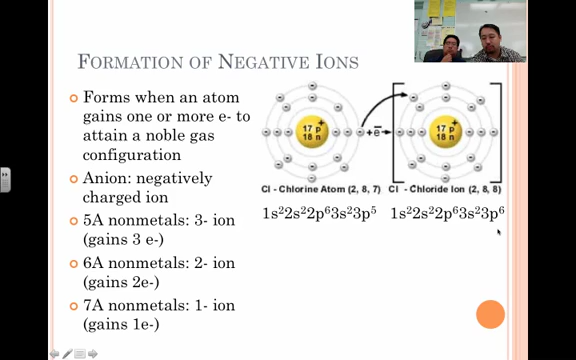 FORMATION OF NEGATIVE IONS
Forms when an atom
gains one or more e- to
attain a noble gas
configuration
Anion: negatively
charged ion
5A nonmetals: 3- ion
(gains 3 e-)
6A nonmetals: 2- ion
(gains 2e-)
7A nonmetals: 1- ion
(gains 1e-)
17 p+
18 n
+e-
17 p+
18 n
Cl - Chlorine Atom (2, 8, 7)
Cl - Chloride Ion (2, 8, 8)
1s²2s²2p⁶3s²3p⁵
1s²2s²2p⁶3s²3p⁶